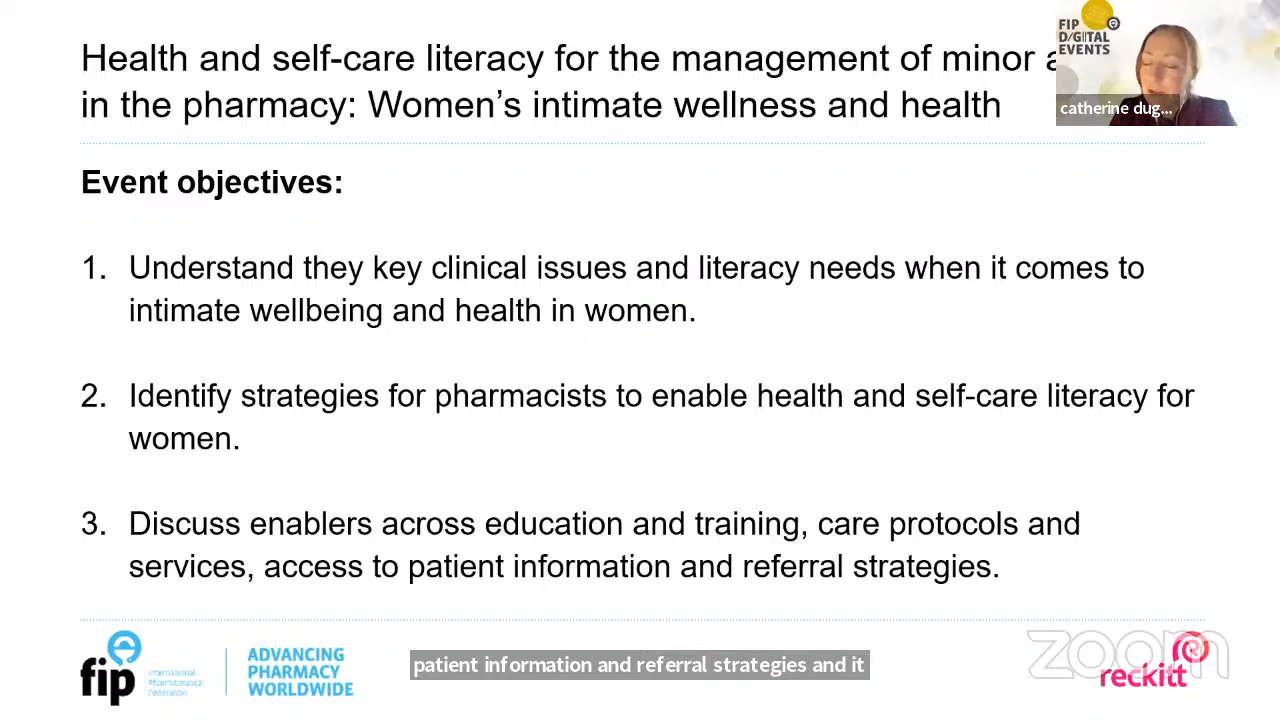 Health and self-care literacy for the management of minor a
in the pharmacy: Women's intimate wellness and health
FIP
DIGITAL
EVENTS
catherine dug...
Event objectives:
1. Understand they key clinical issues and literacy needs when it comes to
intimate wellbeing and health in women.
2. Identify strategies for pharmacists to enable health and self-care literacy for
women.
3. Discuss enablers across education and training, care protocols and
services, access to patient information and referral strategies.
fip
International
Pharmaceutical
Federation
ADVANCING
PHARMACY
WORLDWIDE
patient information and referral strategies and it
zoom
reckitt